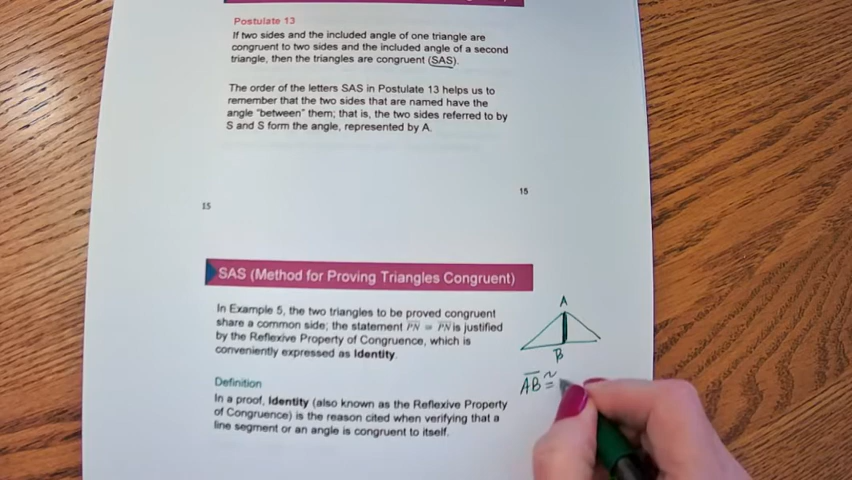 Postulate 13
If two sides and the included angle of one triangle are
congruent to two sides and the included angle of a second
triangle, then the triangles are congruent (SAS).
The order of the letters SAS in Postulate 13 helps us to
remember that the two sides that are named have the
angle "between" them; that is, the two sides referred to by
S and S form the angle, represented by A.
15
15
SAS (Method for Proving Triangles Congruent)
In Example 5, the two triangles to be proved congruent
share a common side; the statement PN ≅ PN is justified
by the Reflexive Property of Congruence, which is
conveniently expressed as Identity.
A
B
AB ≅
Definition
In a proof, Identity (also known as the Reflexive Property
of Congruence) is the reason cited when verifying that a
line segment or an angle is congruent to itself.